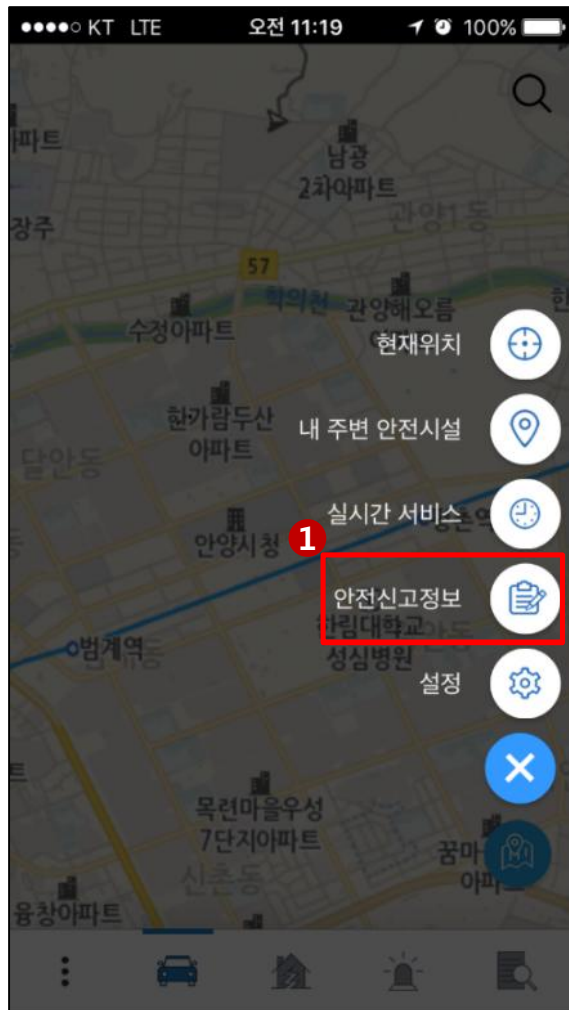 KT LTE 오전 11:19 100%
남광
2차아파트
관양1동
57
학의천
관양해오름
수정아파트
현재위치
한가람두산
아파트
내 주변 안전시설
달안동
실시간 서비스
안양시청
1
안전신고정보
한림대학교
성심병원
범계역
설정
목련마을우성
7단지아파트
신촌동
융창아파트